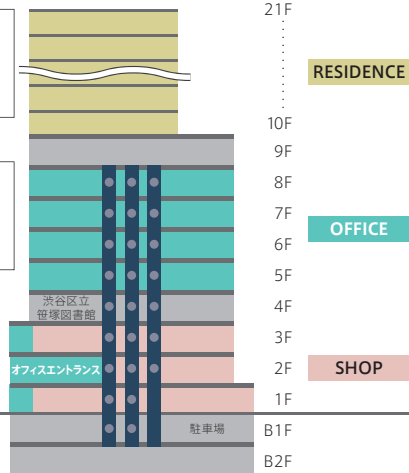 21F
RESIDENCE
10F
9F
8F
7F
OFFICE
6F
5F
渋谷区立
笹塚図書館
4F
3F
オフィスエントランス
2F
SHOP
1F
駐車場
B1F
B2F